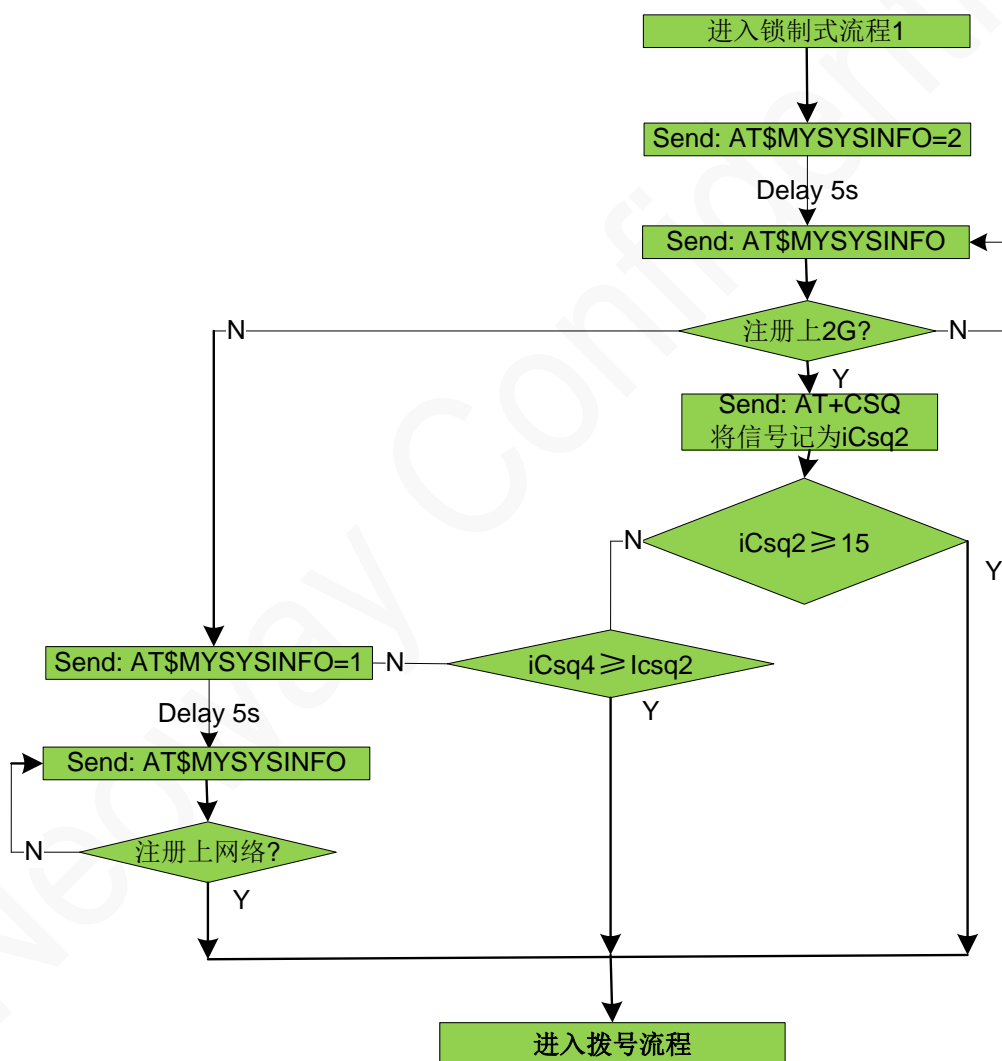 进入锁制式流程1
Send: AT$MYSYSINFO=2
Delay 5s
Send: AT$MYSYSINFO
N
注册上2G?
N
Y
Send: AT+CSQ
将信号记为iCsq2
N
iCsq2≥15
Y
Send: AT$MYSYSINFO=1
N
iCsq4≥Icsq2
Y
Delay 5s
Send: AT$MYSYSINFO
N
注册上网络?
Y
进入拨号流程
Neoway Confidenti